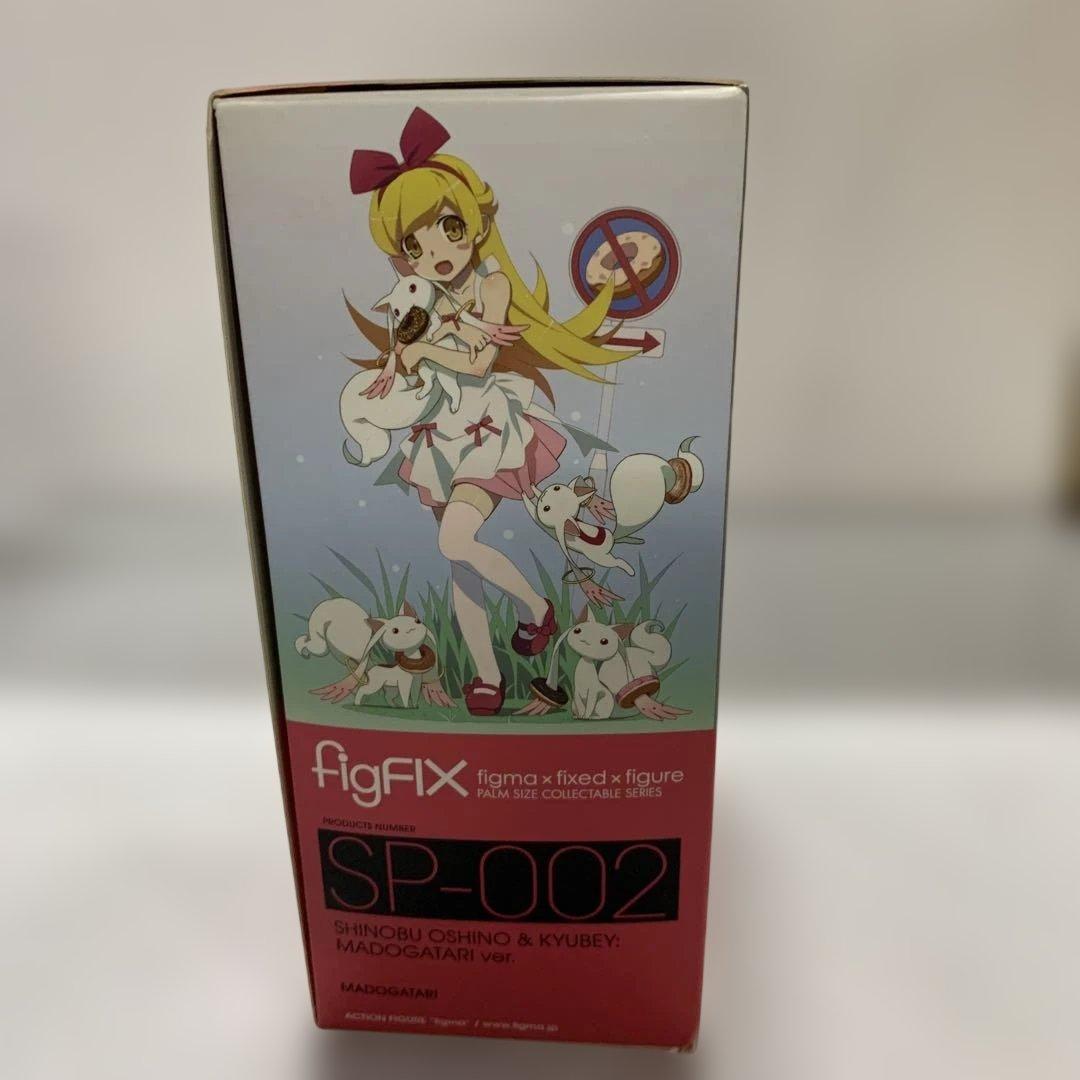 figFIX
figma×fixed×figure
PALM SIZE COLLECTABLE SERIES
PRODUCTS NUMBER
SP-002
SHINOBU OSHINO & KYUBEY:
MADOGATARI ver.
MADOGATARI
ACTION FIGURE "figma" / www.figma.jp